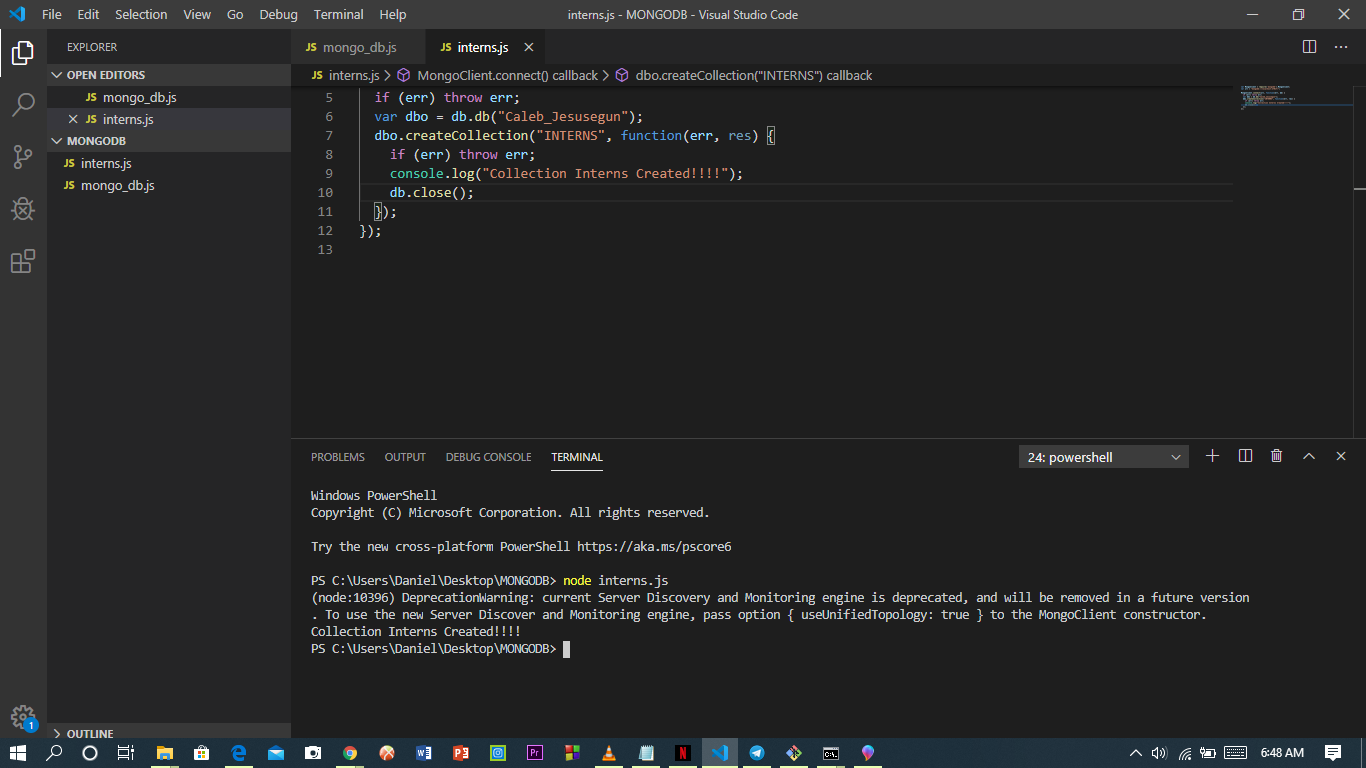 File Edit Selection View Go Debug Terminal Help
interns.js - MONGODB - Visual Studio Code
EXPLORER
OPEN EDITORS
JS mongo_db.js
JS interns.js
MONGODB
JS interns.js
JS mongo_db.js
OUTLINE
1
JS mongo_db.js JS interns.js
JS interns.js MongoClient.connect() callback dbo.createCollection("INTERNS") callback
5 if (err) throw err;
6 var dbo = db.db("Caleb_Jesusegun");
7 dbo.createCollection("INTERNS", function(err, res) {
8 if (err) throw err;
9 console.log("Collection Interns Created!!!!");
10 db.close();
11 });
12 });
13
PROBLEMS OUTPUT DEBUG CONSOLE TERMINAL
24: powershell
Windows PowerShell
Copyright (C) Microsoft Corporation. All rights reserved.
Try the new cross-platform PowerShell https://aka.ms/pscore6
PS C:\Users\Daniel\Desktop\MONGODB> node interns.js
(node:10396) DeprecationWarning: current Server Discovery and Monitoring engine is deprecated, and will be removed in a future version
. To use the new Server Discover and Monitoring engine, pass option { useUnifiedTopology: true } to the MongoClient constructor.
Collection Interns Created!!!!
PS C:\Users\Daniel\Desktop\MONGODB>
6:48 AM